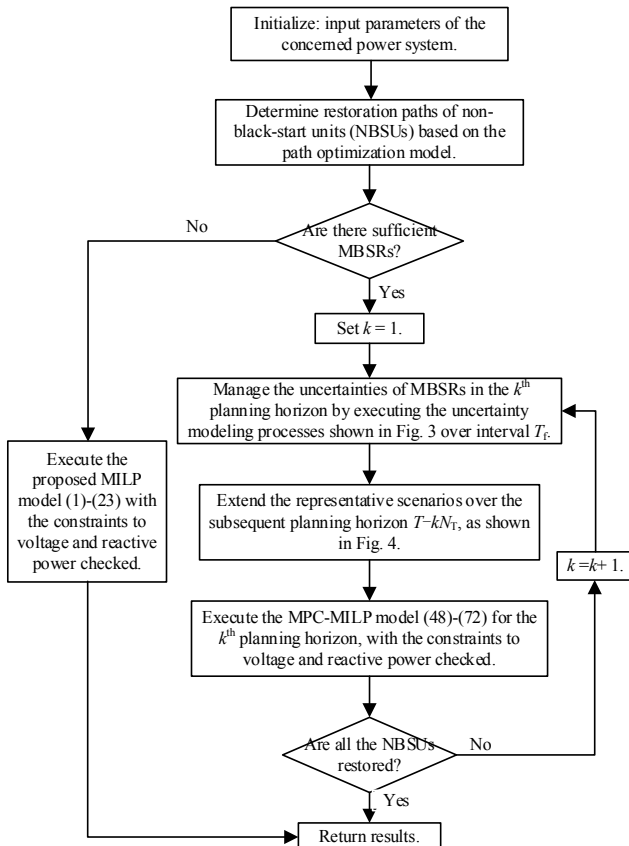 Initialize: input parameters of the
concerned power system.
Determine restoration paths of non-
black-start units (NBSUs) based on the
path optimization model.
No
Are there sufficient
MBSRs?
Yes
Set k = 1.
Manage the uncertainties of MBSRs in the kth
planning horizon by executing the uncertainty
modeling processes shown in Fig. 3 over interval Tf.
Execute the
proposed MILP
model (1)-(23) with
the constraints to
voltage and reactive
power checked.
Extend the representative scenarios over the
subsequent planning horizon T−kNT, as shown
in Fig. 4.
k =k+ 1.
Execute the MPC-MILP model (48)-(72) for the
kth planning horizon, with the constraints to
voltage and reactive power checked.
Are all the NBSUs
restored?
No
Yes
Return results.